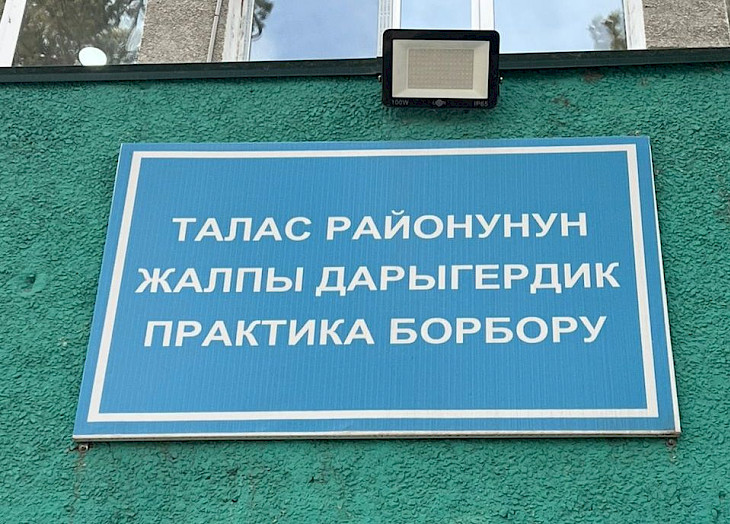 100W IP65
ТАЛАС РАЙОНУНУН
ЖАЛПЫ ДАРЫГЕРДИК
ПРАКТИКА БОРБОРУ